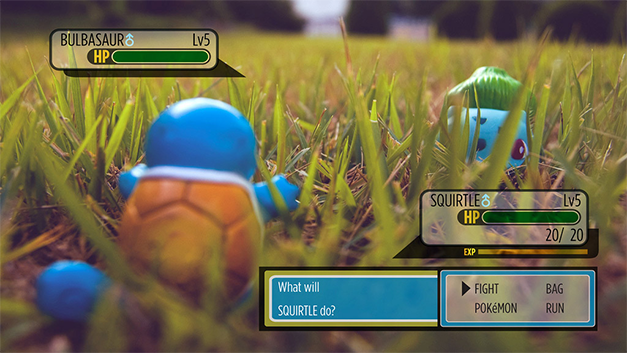 BULBASAUR♂ Lv5
HP
SQUIRTLE♂ Lv5
HP
20/ 20
EXP
What will
SQUIRTLE do?
FIGHT BAG
POKéMON RUN